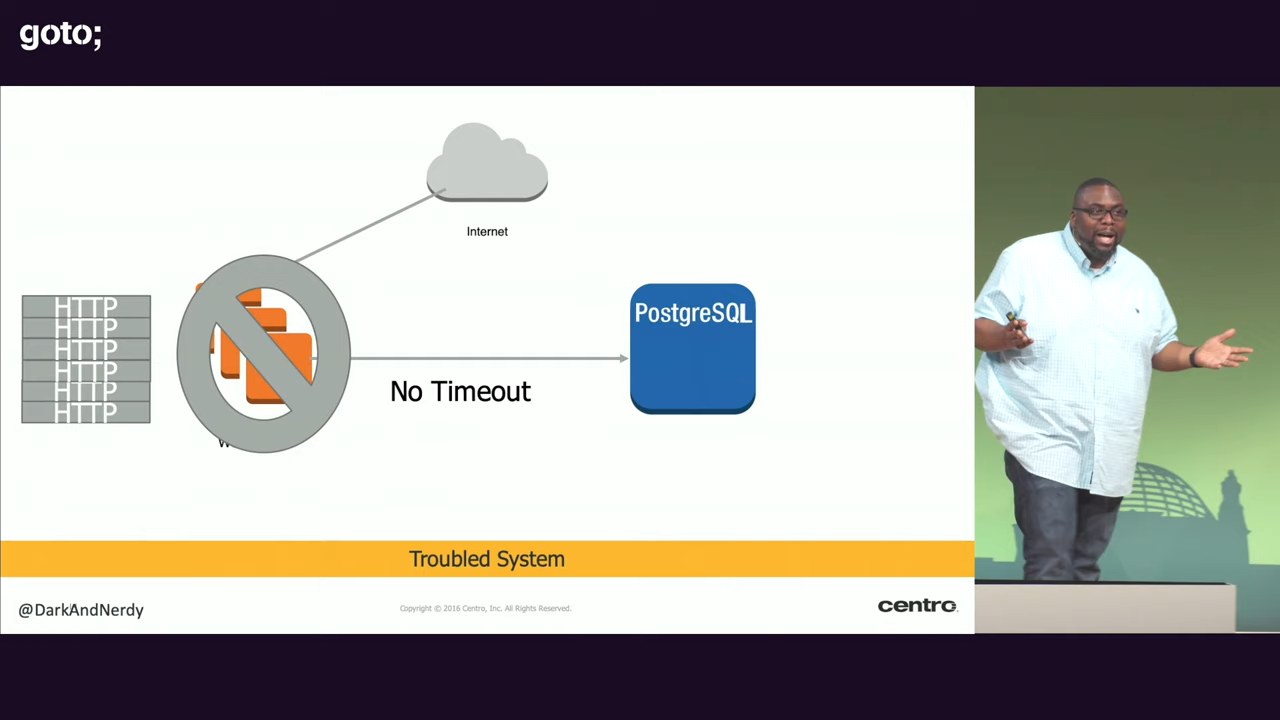 goto;
Internet
HTTP
HTTP
HTTP
HTTP
HTTP
HTTP
PostgreSQL
No Timeout
Troubled System
@DarkAndNerdy
Copyright © 2016 Centro, Inc. All Rights Reserved.
centro